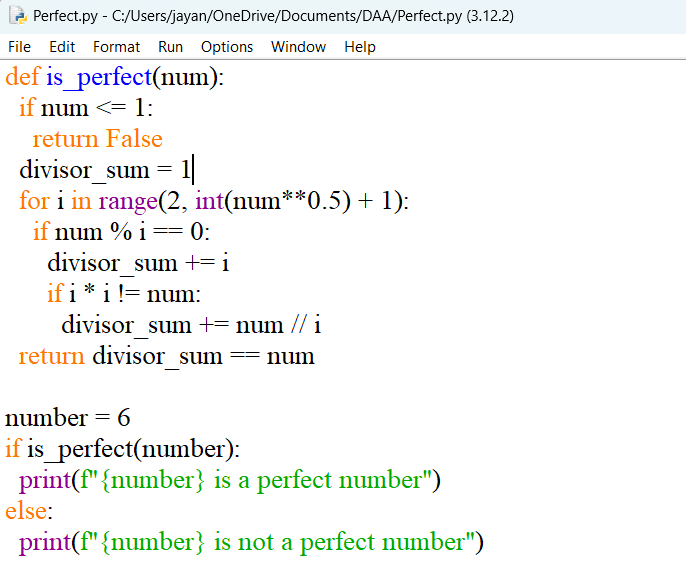 Perfect.py - C:/Users/jayan/OneDrive/Documents/DAA/Perfect.py (3.12.2)
File Edit Format Run Options Window Help
def is_perfect(num):
  if num <= 1:
    return False
  divisor_sum = 1
  for i in range(2, int(num**0.5) + 1):
    if num % i == 0:
      divisor_sum += i
      if i * i != num:
        divisor_sum += num // i
  return divisor_sum == num

number = 6
if is_perfect(number):
  print(f"{number} is a perfect number")
else:
  print(f"{number} is not a perfect number")